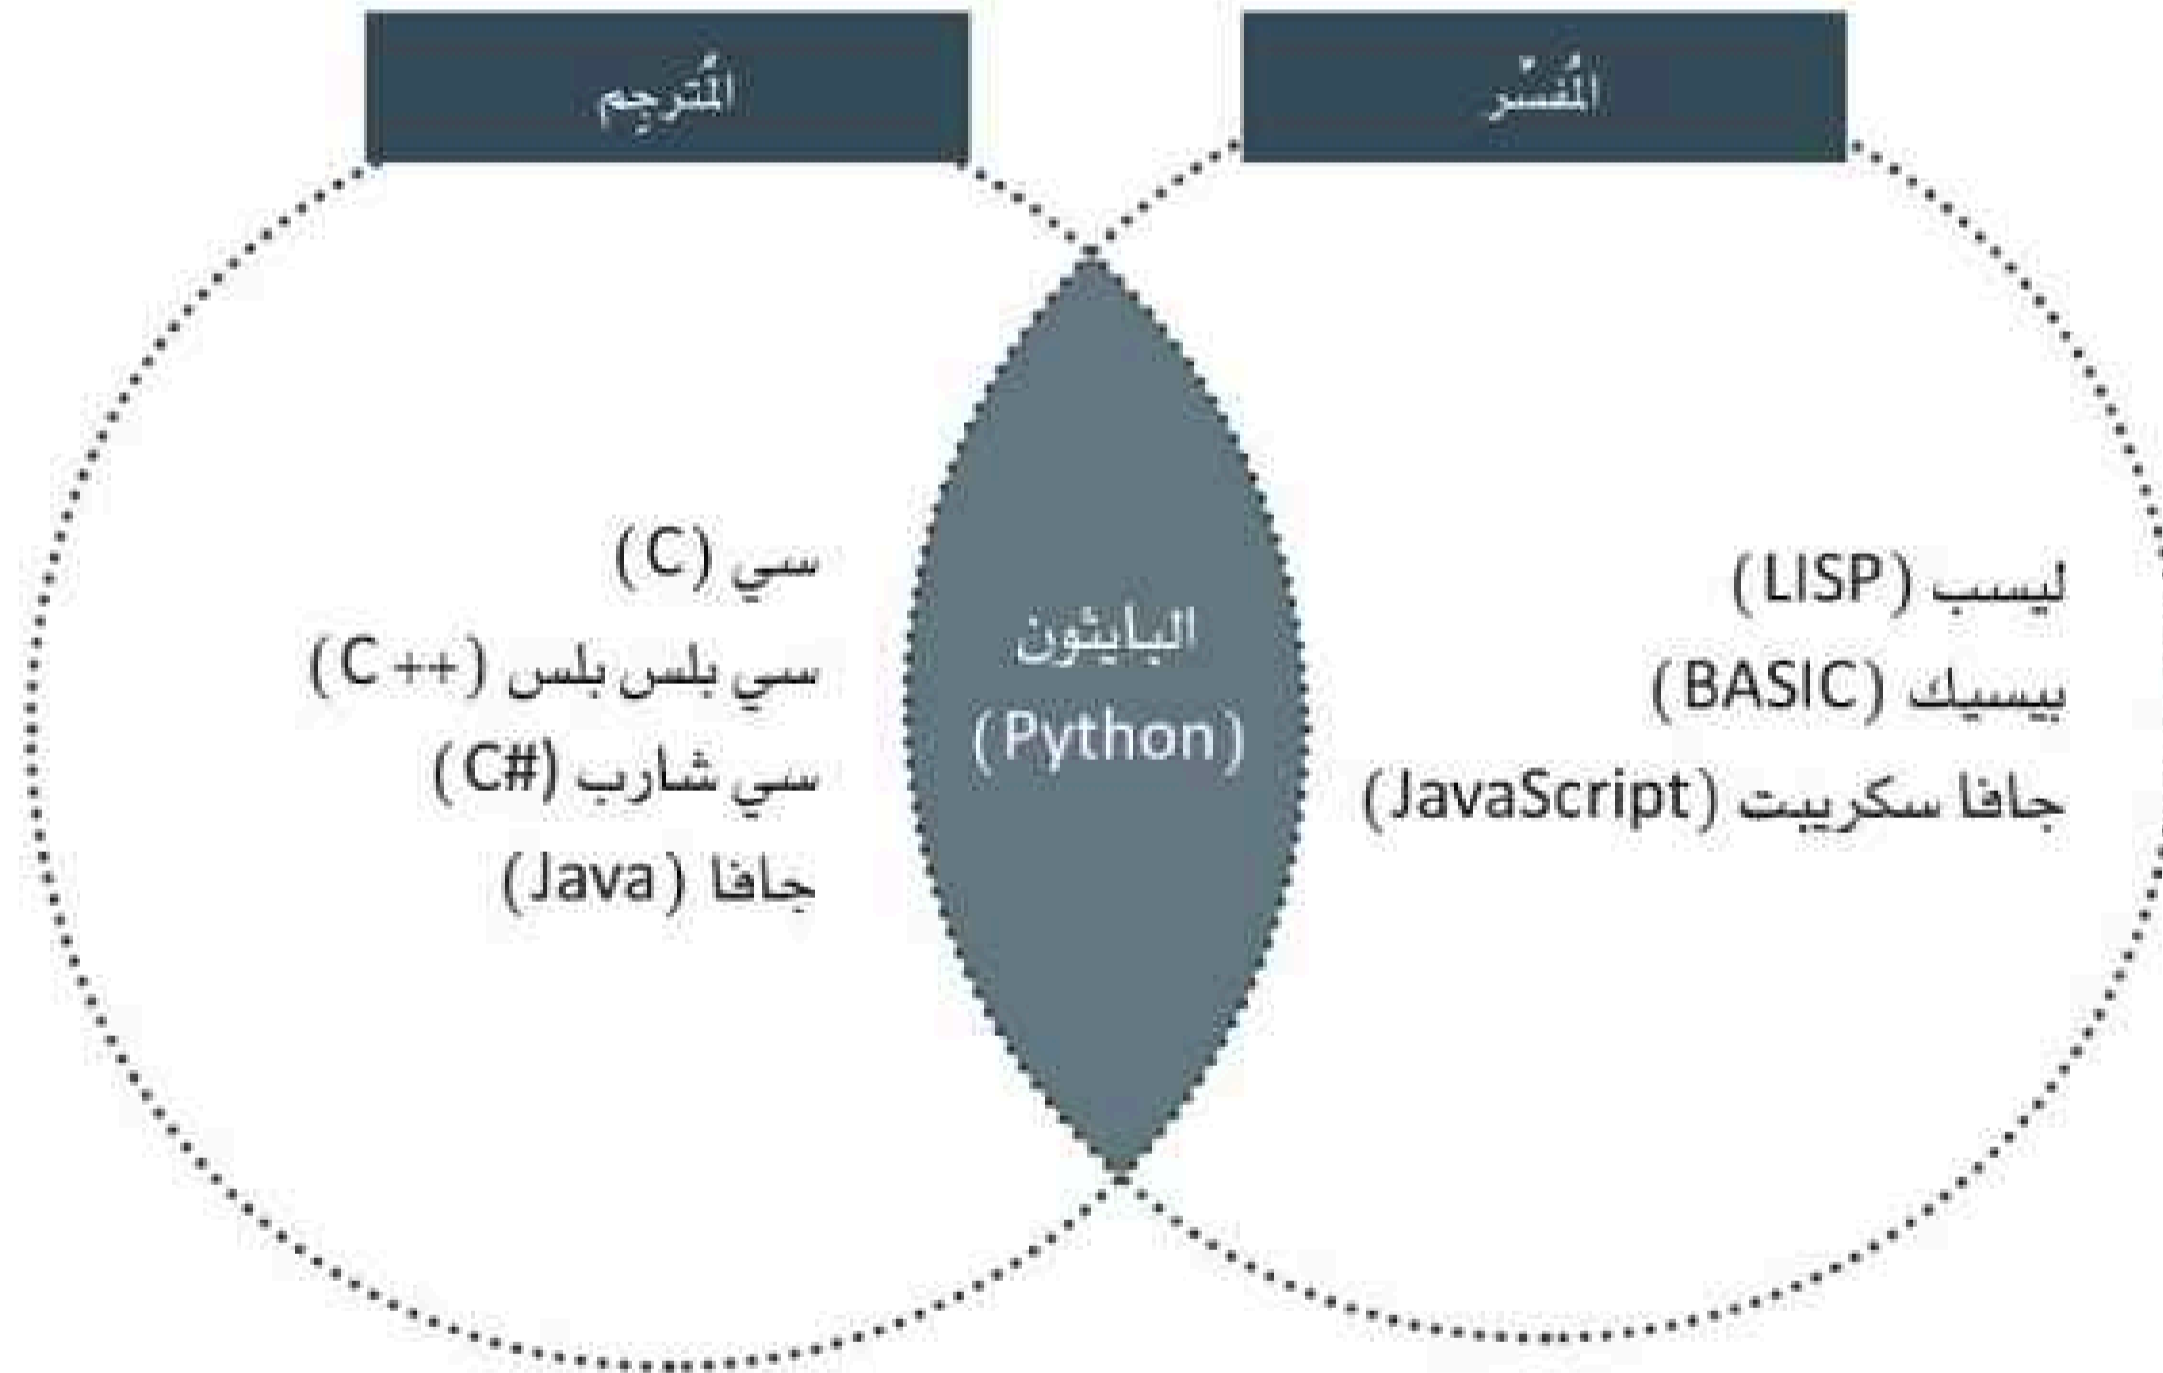 المُفسْر
المُترجِم
ليسب (LISP)
بيسيك (BASIC)
جافا سكريبت (JavaScript)
البايثون
(Python)
سي (C)
سي بلس بلس (C ++)
سي شارب (C#)
جافا (Java)